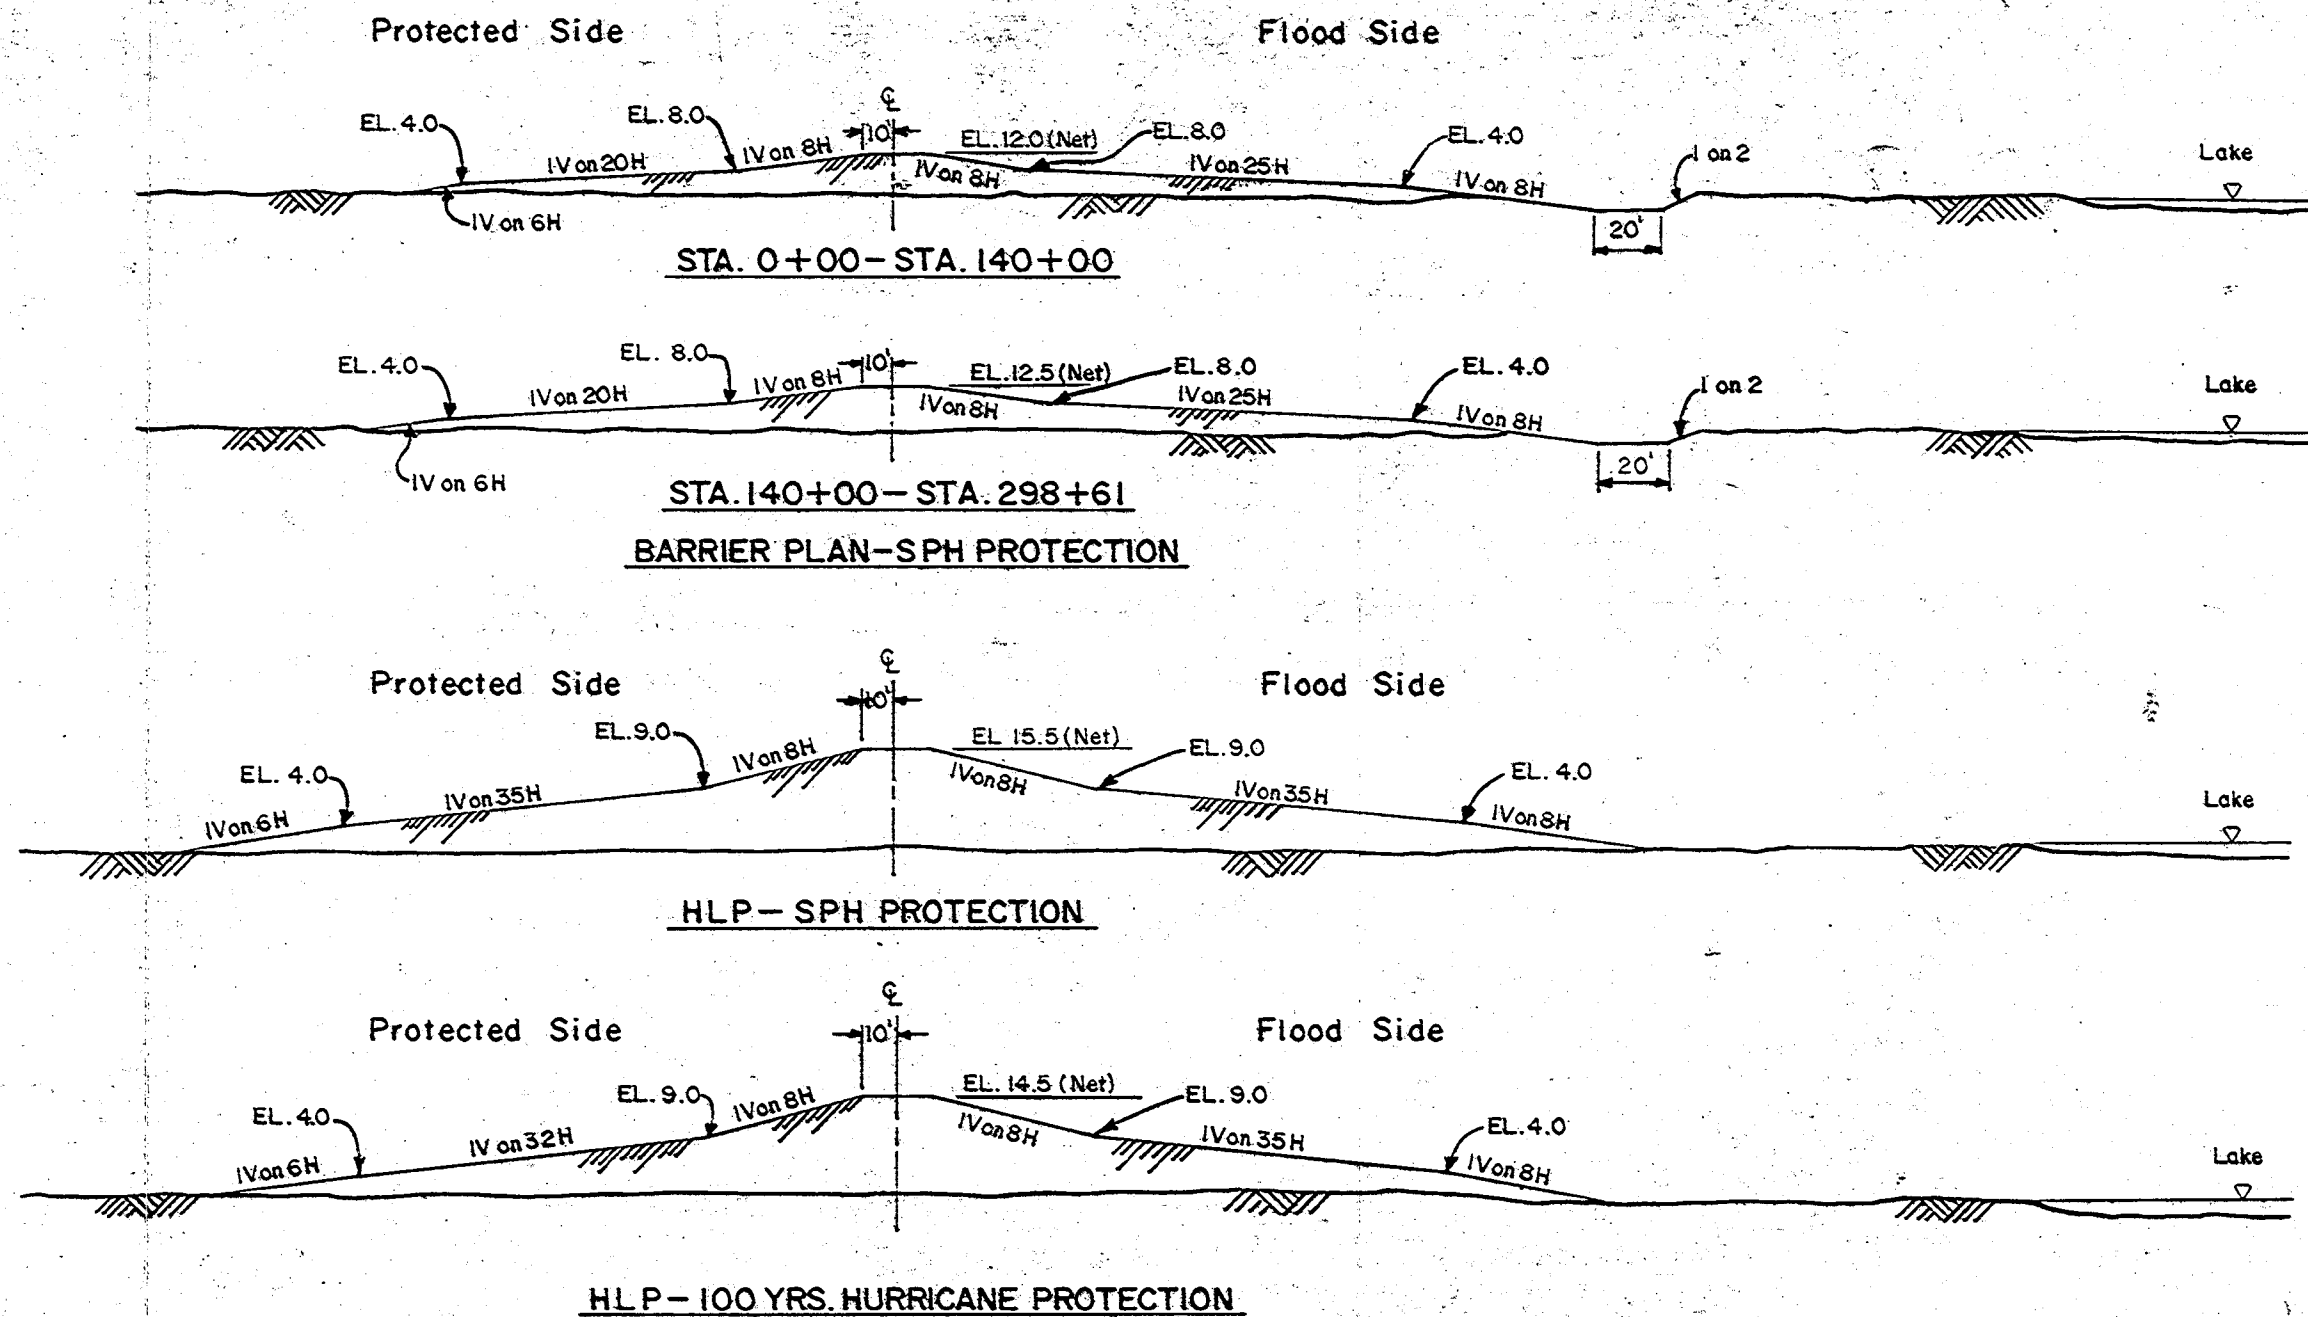 Protected Side Flood Side
℄
EL. 4.0 EL. 8.0 10' EL. 12.0 (Net) EL. 8.0 EL. 4.0 1 on 2 Lake
1V on 20H 1V on 8H 1V on 8H 1V on 25H 1V on 8H
1V on 6H 20'
STA. 0+00 - STA. 140+00
EL. 4.0 EL. 8.0 10' EL. 12.5 (Net) EL. 8.0 EL. 4.0 1 on 2 Lake
1V on 20H 1V on 8H 1V on 8H 1V on 25H 1V on 8H
1V on 6H 20'
STA. 140+00 - STA. 298+61
BARRIER PLAN-SPH PROTECTION
℄
Protected Side Flood Side
10'
EL. 9.0 EL 15.5 (Net) EL. 9.0
EL. 4.0 1V on 8H 1V on 8H EL. 4.0
1V on 6H 1V on 35H 1V on 35H 1V on 8H Lake
HLP - SPH PROTECTION
℄
Protected Side 10' Flood Side
EL. 9.0 EL. 14.5 (Net) EL. 9.0
EL. 4.0 1V on 8H 1V on 8H EL. 4.0
1V on 6H 1V on 32H 1V on 35H 1V on 8H Lake
HLP - 100 YRS. HURRICANE PROTECTION